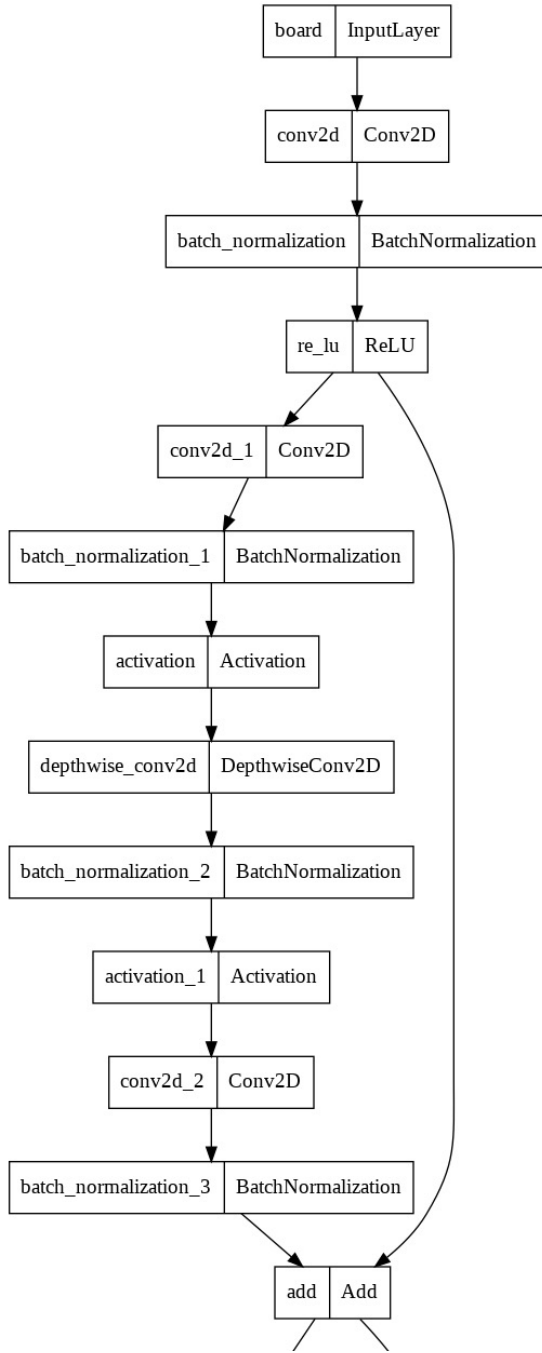 board InputLayer
conv2d Conv2D
batch_normalization BatchNormalization
re_lu ReLU
conv2d_1 Conv2D
batch_normalization_1 BatchNormalization
activation Activation
depthwise_conv2d DepthwiseConv2D
batch_normalization_2 BatchNormalization
activation_1 Activation
conv2d_2 Conv2D
batch_normalization_3 BatchNormalization
add Add